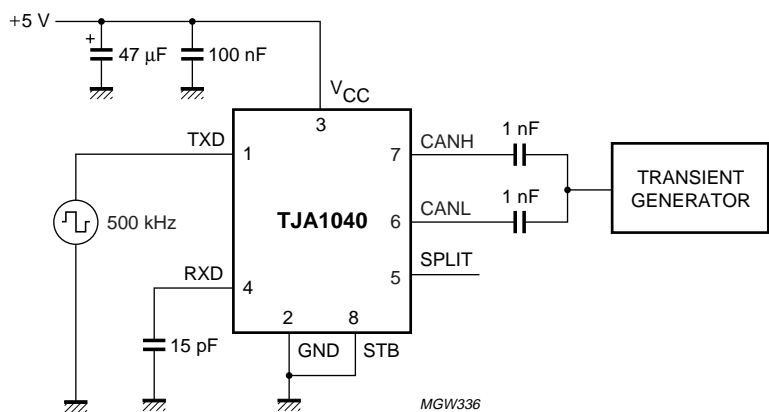 +5 V
+
47 μF
100 nF
VCC
3
TXD
1
7
CANH
1 nF
TRANSIENT
GENERATOR
500 kHz
TJA1040
6
CANL
1 nF
5
SPLIT
RXD
4
15 pF
2
8
GND
STB
MGW336